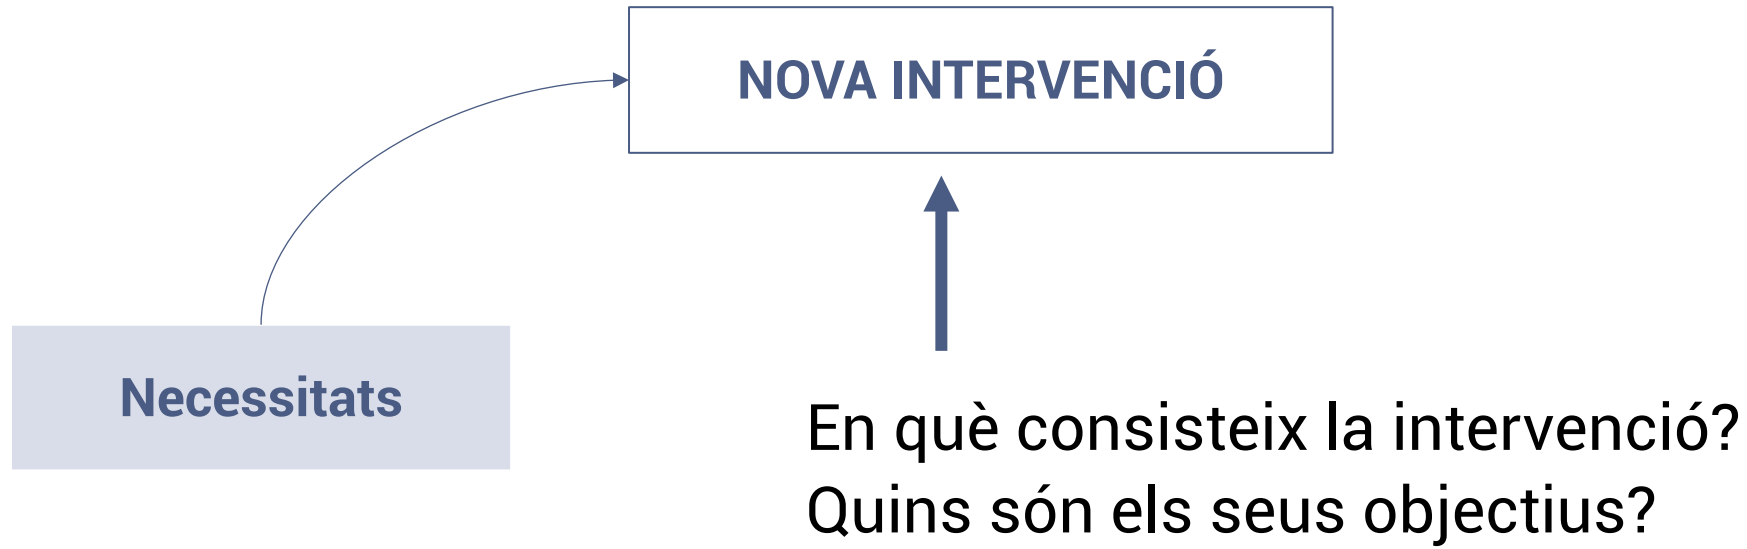 NOVA INTERVENCIÓ
Necessitats
En què consisteix la intervenció?
Quins són els seus objectius?